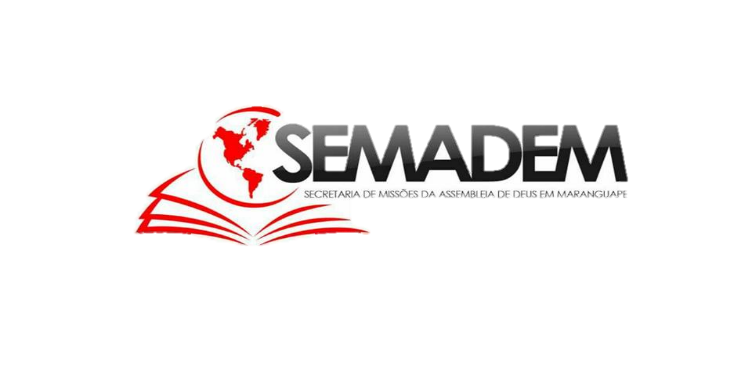 SEMADEM
SECRETARIA DE MISSÕES DA ASSEMBLEIA DE DEUS EM MARANGUAPE